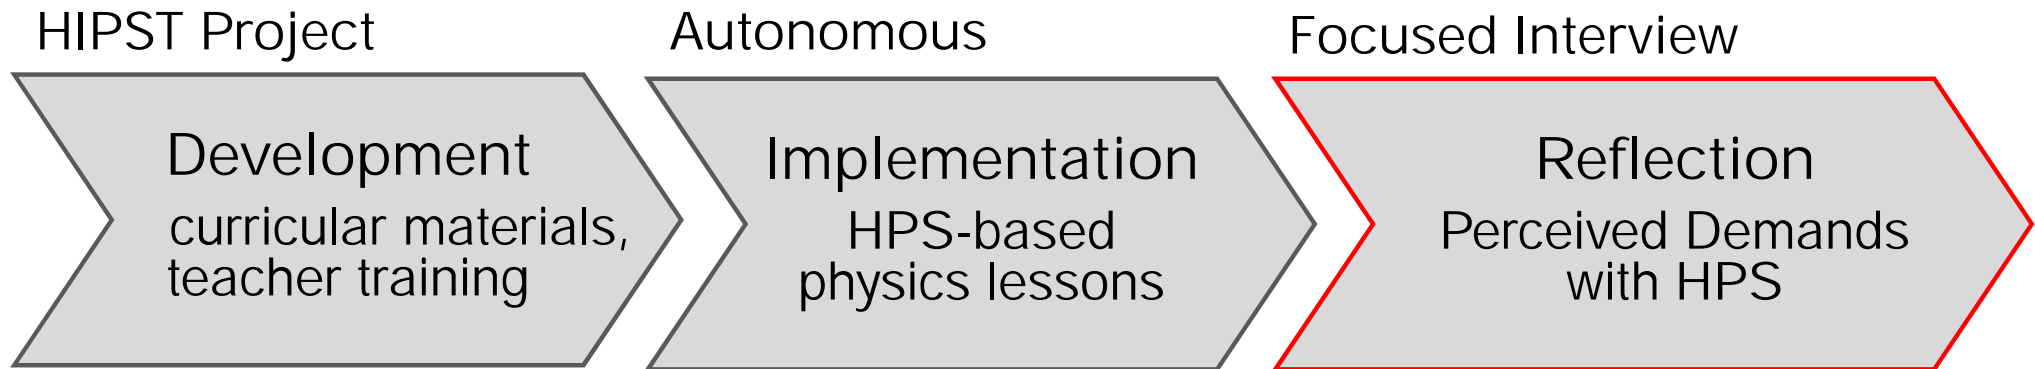 HIPST Project
Development
curricular materials,
teacher training
Autonomous
Implementation
HPS-based
physics lessons
Focused Interview
Reflection
Perceived Demands
with HPS